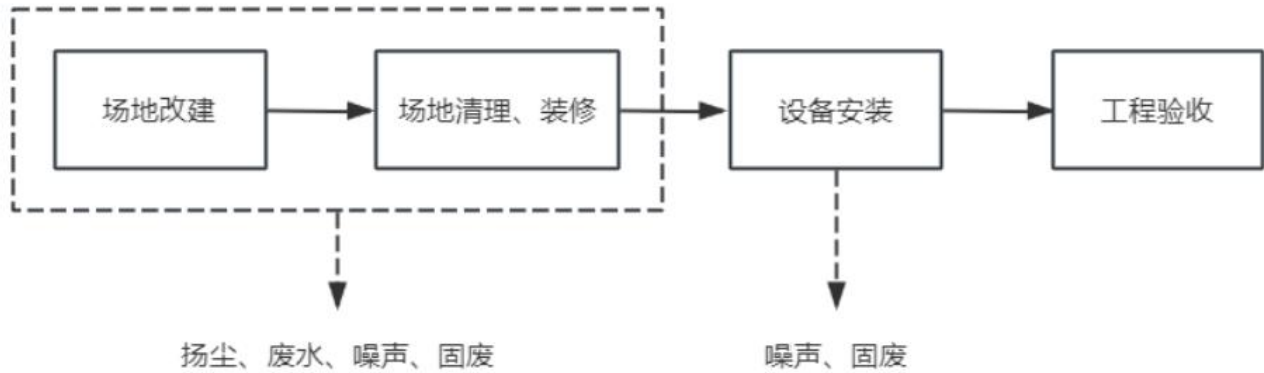 场地改建
场地清理、装修
设备安装
工程验收
扬尘、废水、噪声、固废
噪声、固废